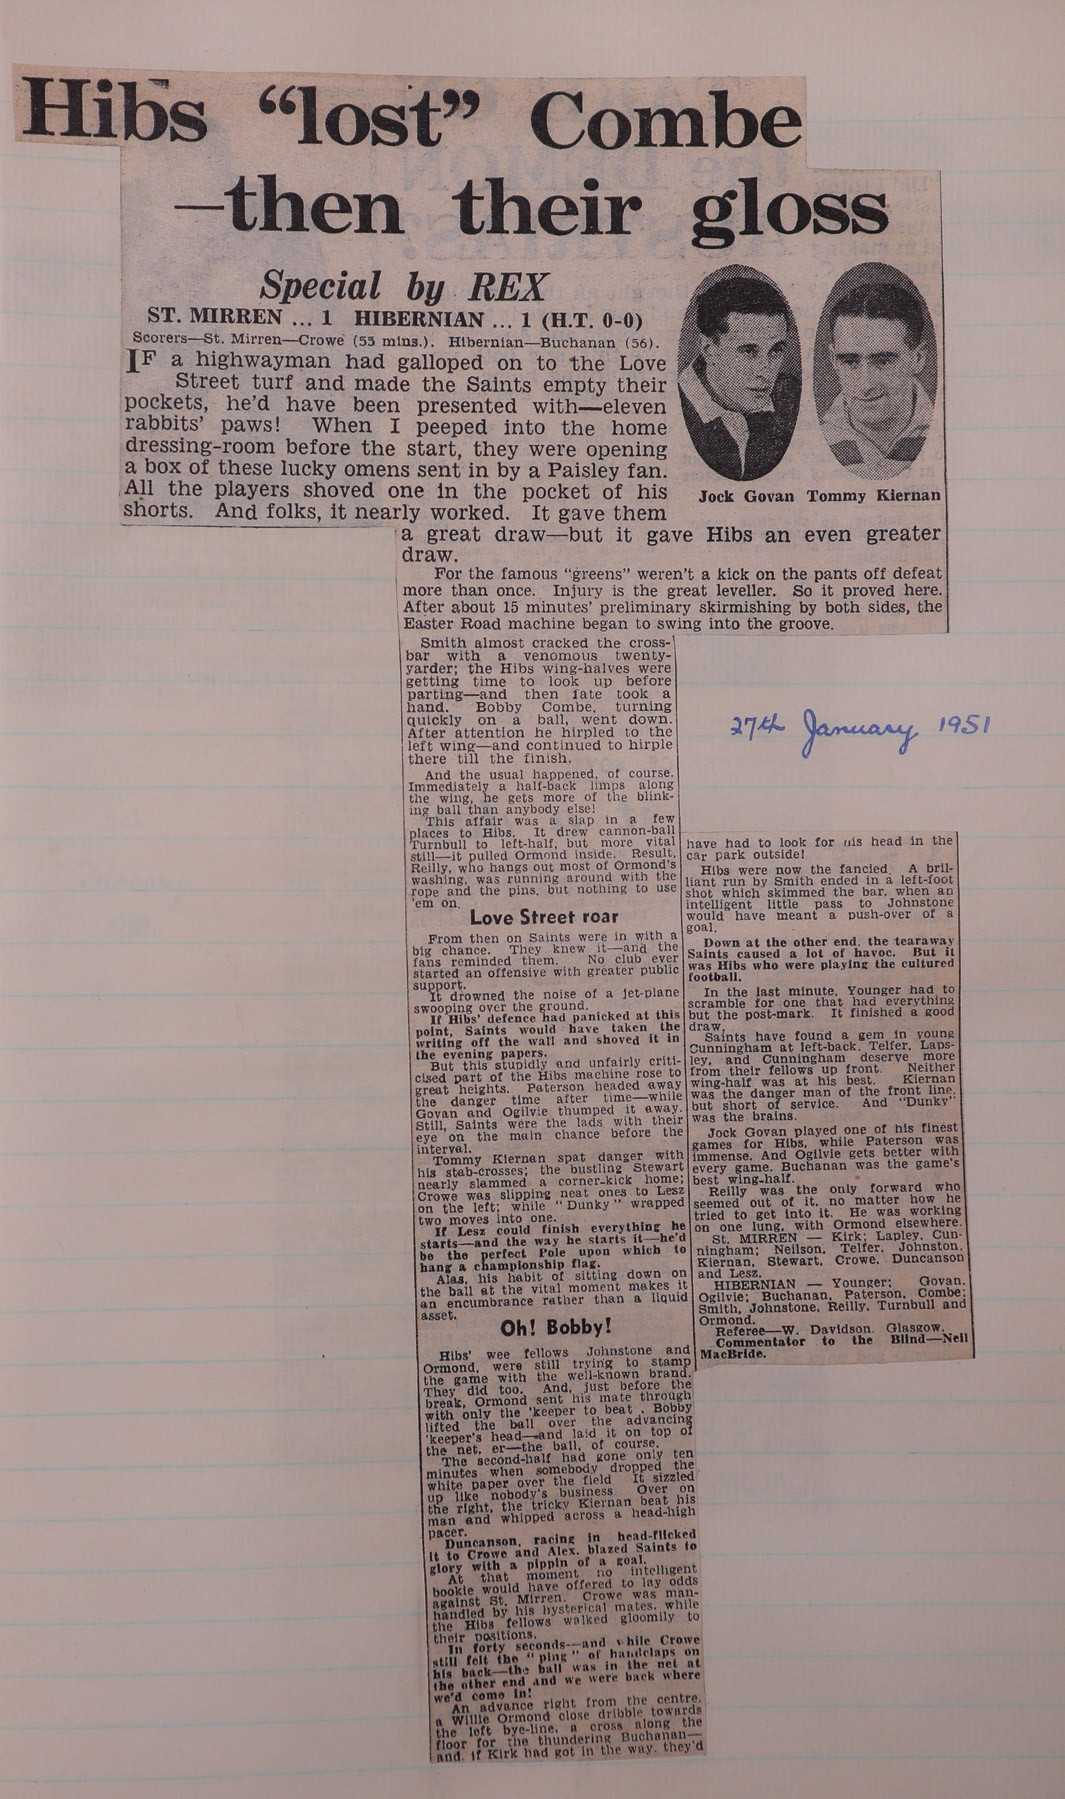 Hibs “lost” Combe
—then their gloss
Special by REX
ST. MIRREN ... 1 HIBERNIAN ... 1 (H.T. 0-0)
Scorers—St. Mirren—Crowe (55 mins.). Hibernian—Buchanan (56).
IF a highwayman had galloped on to the Love
Street turf and made the Saints empty their
pockets, he'd have been presented with—eleven
rabbits' paws! When I peeped into the home
dressing-room before the start, they were opening
a box of these lucky omens sent in by a Paisley fan.
All the players shoved one in the pocket of his
shorts. And folks, it nearly worked. It gave them
a great draw—but it gave Hibs an even greater
draw.
Jock Govan Tommy Kiernan
For the famous “greens” weren't a kick on the pants off defeat
more than once. Injury is the great leveller. So it proved here.
After about 15 minutes' preliminary skirmishing by both sides, the
Easter Road machine began to swing into the groove.
Smith almost cracked the cross-
bar with a venomous twenty-
yarder; the Hibs wing-halves were
getting time to look up before
parting—and then fate took a
hand. Bobby Combe, turning
quickly on a ball, went down.
After attention he hirpled to the
left wing—and continued to hirple
there till the finish.
And the usual happened, of course.
Immediately a half-back limps along
the wing, he gets more of the blink-
ing ball than anybody else!
This affair was a slap in a few
places to Hibs. It drew cannon-ball
Turnbull to left-half, but more vital
still—it pulled Ormond inside. Result,
Reilly, who hangs out most of Ormond's
washing, was running around with the
rope and the pins, but nothing to use
'em on.
Love Street roar
From then on Saints were in with a
big chance. They knew it—and the
fans reminded them. No club ever
started an offensive with greater public
support.
It drowned the noise of a jet-plane
swooping over the ground.
If Hibs' defence had panicked at this
point, Saints would have taken the
writing off the wall and shoved it in
the evening papers.
But this stupidly and unfairly criti-
cised part of the Hibs machine rose to
great heights. Paterson headed away
the danger time after time—while
Govan and Ogilvie thumped it away.
Still, Saints were the lads with their
eye on the main chance before the
interval.
Tommy Kiernan spat danger with
his stab-crosses; the bustling Stewart
nearly slammed a corner-kick home;
Crowe was slipping neat ones to Lesz
on the left; while “Dunky” wrapped
two moves into one.
If Lesz could finish everything he
starts—and the way he starts it—he'd
be the perfect Pole upon which to
hang a championship flag.
Alas, his habit of sitting down on
the ball at the vital moment makes it
an encumbrance rather than a liquid
asset.
Oh! Bobby!
Hibs' wee fellows Johnstone and
Ormond, were still trying to stamp
the game with the well-known brand.
They did too. And, just before the
break, Ormond sent his mate through
with only the 'keeper to beat. Bobby
lifted the ball over the advancing
'keeper's head—and laid it on top of
the net, er—the ball, of course.
The second-half had gone only ten
minutes when somebody dropped the
white paper over the field It sizzled
up like nobody's business Over on
the right, the tricky Kiernan beat his
man and whipped across a head-high
pacer.
Duncanson, racing in head-flicked
it to Crowe and Alex. blazed Saints to
glory with a pippin of a goal.
At that moment no intelligent
bookie would have offered to lay odds
against St. Mirren. Crowe was man-
handled by his hysterical mates, while
the Hibs fellows walked gloomily to
their positions.
In forty seconds—and while Crowe
still felt the “ping” of handclaps on
his back—the ball was in the net at
the other end and we were back where
we'd come in!
An advance right from the centre,
a Willie Ormond close dribble towards
the left bye-line, a cross along the
floor for the thundering Buchanan—
and, if Kirk had got in the way, they'd
27th January 1951
have had to look for his head in the
car park outside!
Hibs were now the fancied. A bril-
liant run by Smith ended in a left-foot
shot which skimmed the bar, when an
intelligent little pass to Johnstone
would have meant a push-over of a
goal.
Down at the other end, the tearaway
Saints caused a lot of havoc. But it
was Hibs who were playing the cultured
football.
In the last minute, Younger had to
scramble for one that had everything
but the post-mark. It finished a good
draw.
Saints have found a gem in young
Cunningham at left-back. Telfer, Laps-
ley, and Cunningham deserve more
from their fellows up front. Neither
wing-half was at his best. Kiernan
was the danger man of the front line,
but short of service. And “Dunky”
was the brains.
Jock Govan played one of his finest
games for Hibs, while Paterson was
immense. And Ogilvie gets better with
every game. Buchanan was the game's
best wing-half.
Reilly was the only forward who
seemed out of it, no matter how he
tried to get into it. He was working
on one lung, with Ormond elsewhere.
St. MIRREN — Kirk; Lapley, Cun-
ningham; Neilson, Telfer, Johnston,
Kiernan, Stewart, Crowe, Duncanson
and Lesz.
HIBERNIAN — Younger; Govan,
Ogilvie; Buchanan, Paterson, Combe;
Smith, Johnstone, Reilly, Turnbull and
Ormond.
Referee—W. Davidson, Glasgow.
Commentator to the Blind—Neil
MacBride.